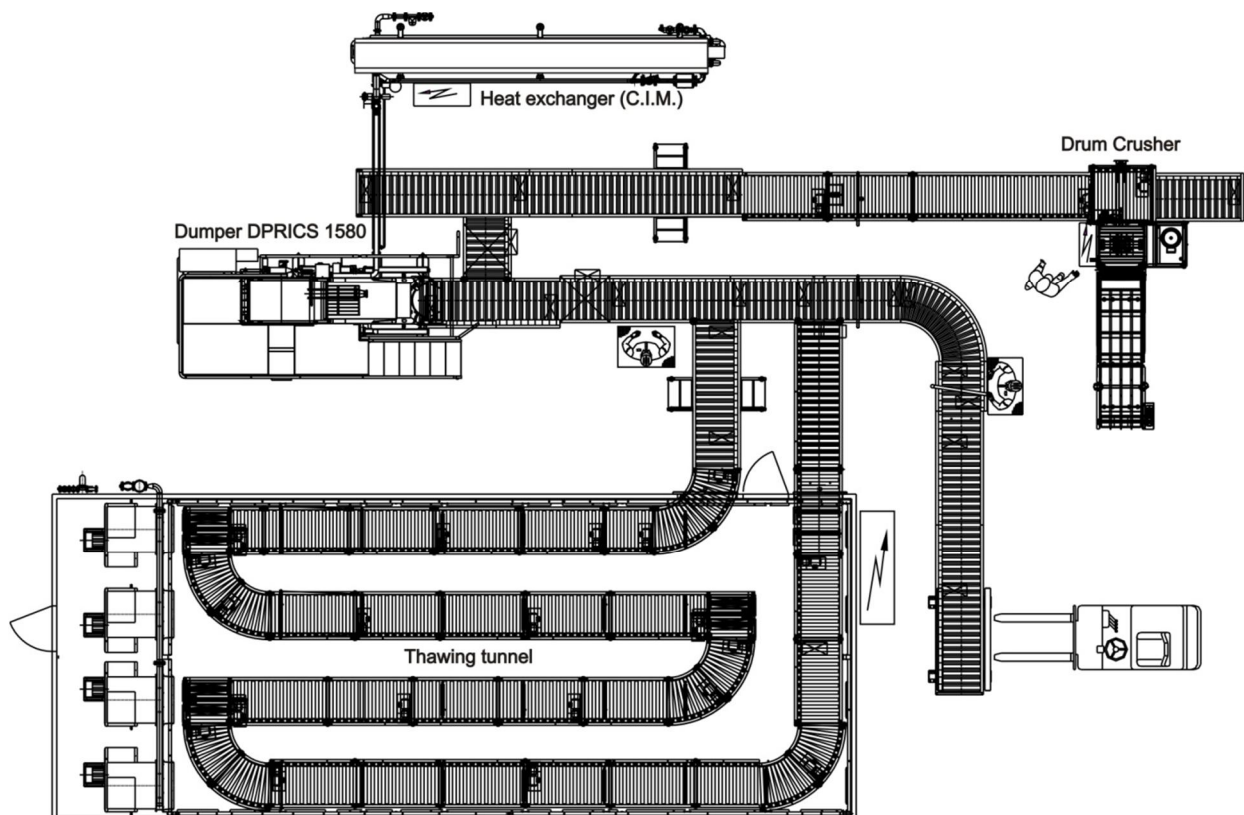 Heat exchanger (C.I.M.)
Drum Crusher
Dumper DPRICS 1580
Thawing tunnel